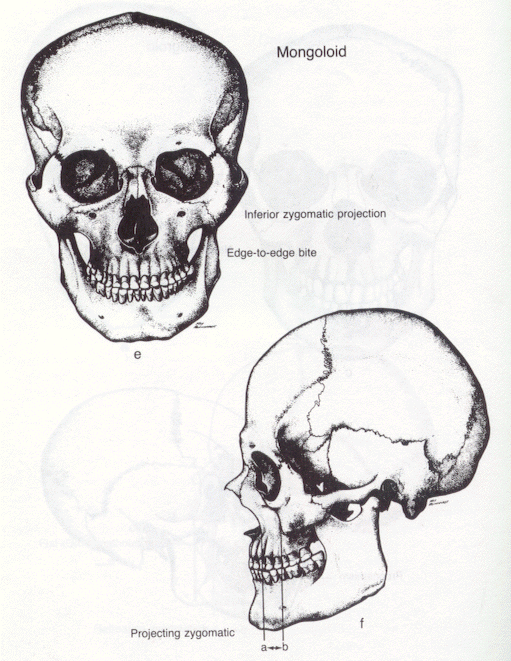 Mongoloid
Inferior zygomatic projection
Edge-to-edge bite
e
f
Projecting zygomatic
a↔b